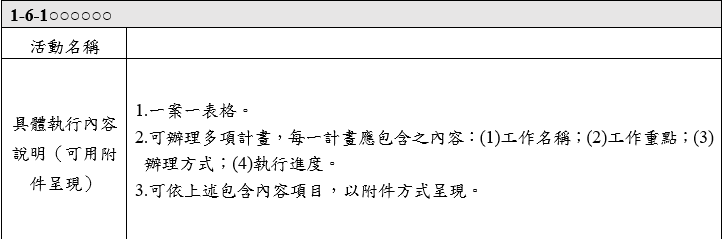 1-6-1○○○○○○
活動名稱
具體執行內容
說明（可用附
件呈現）
1.一案一表格。
2.可辦理多項計畫，每一計畫應包含之內容：(1)工作名稱；(2)工作重點；(3)
辦理方式；(4)執行進度。
3.可依上述包含內容項目，以附件方式呈現。